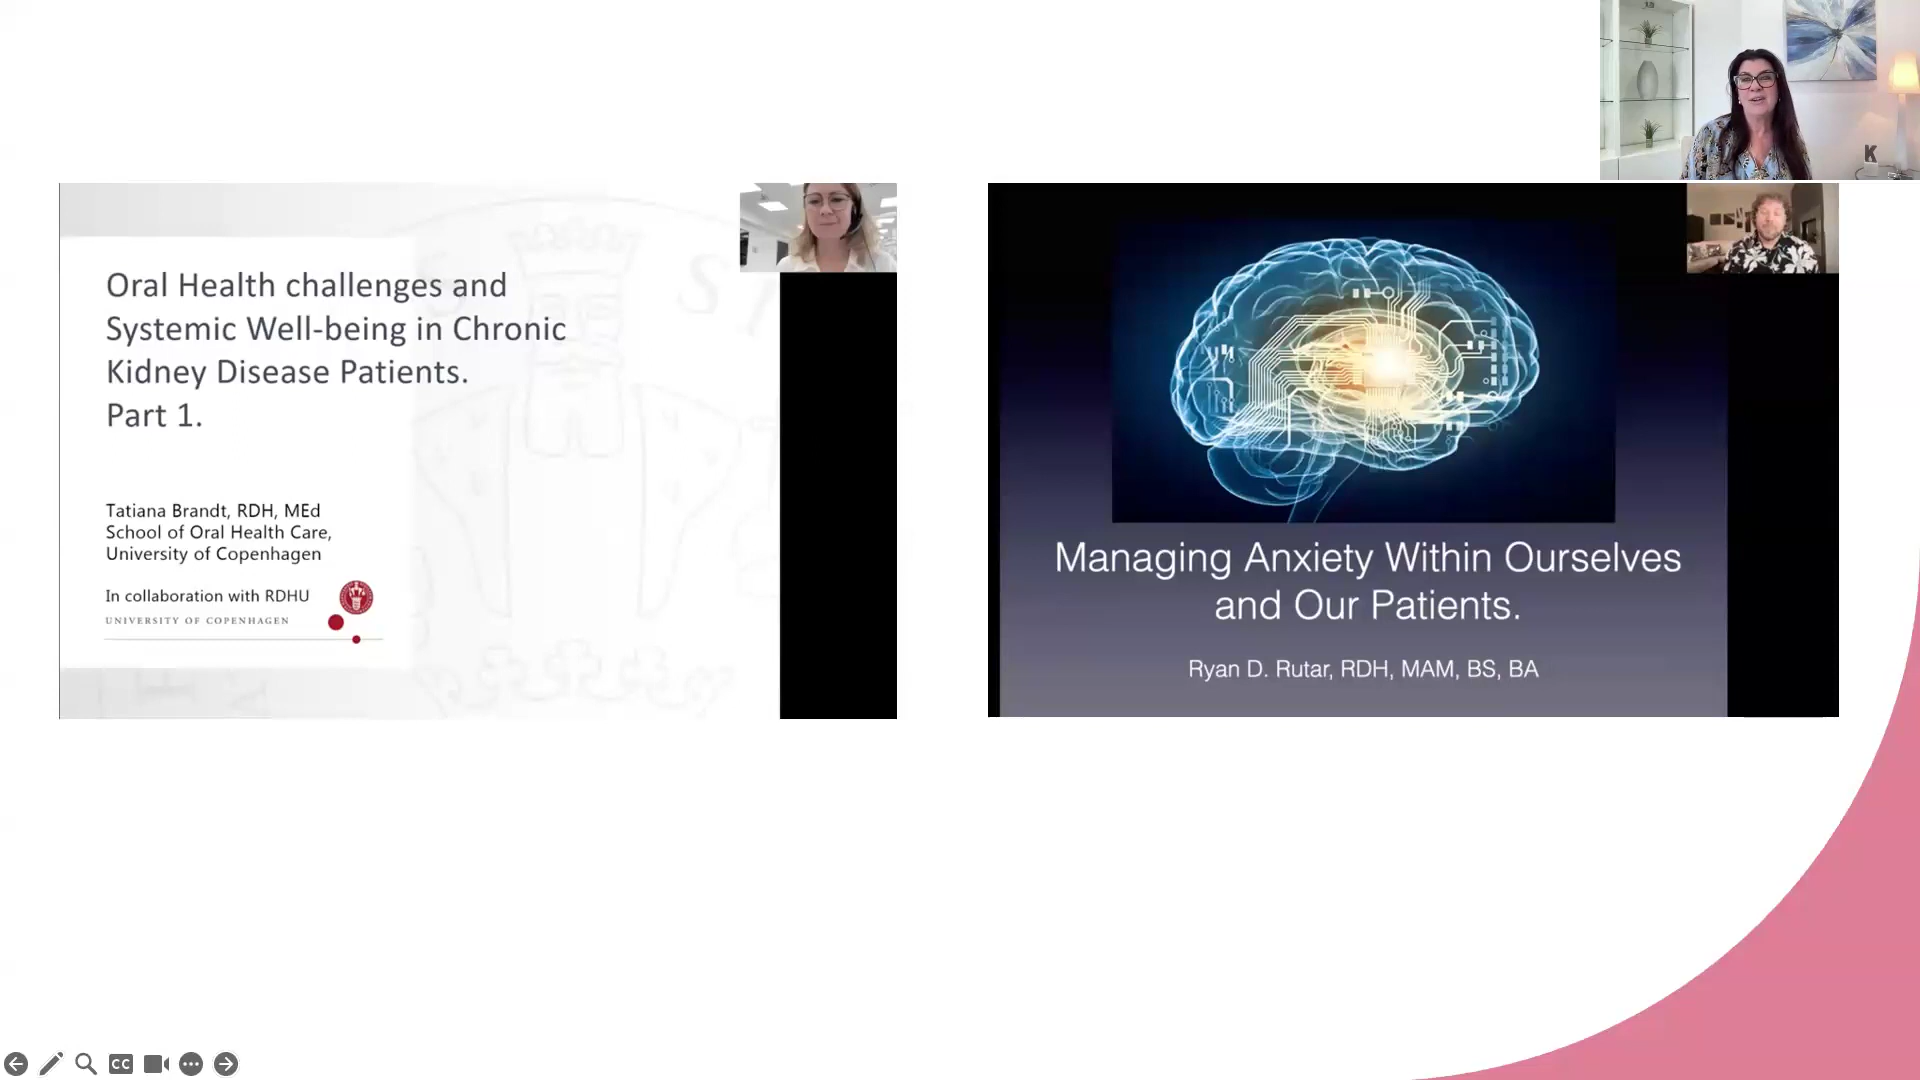 Oral Health challenges and
Systemic Well-being in Chronic
Kidney Disease Patients.
Part 1.
Tatiana Brandt, RDH, MEd
School of Oral Health Care,
University of Copenhagen
In collaboration with RDHU
UNIVERSITY OF COPENHAGEN
Managing Anxiety Within Ourselves
and Our Patients.
Ryan D. Rutar, RDH, MAM, BS, BA
K
CC